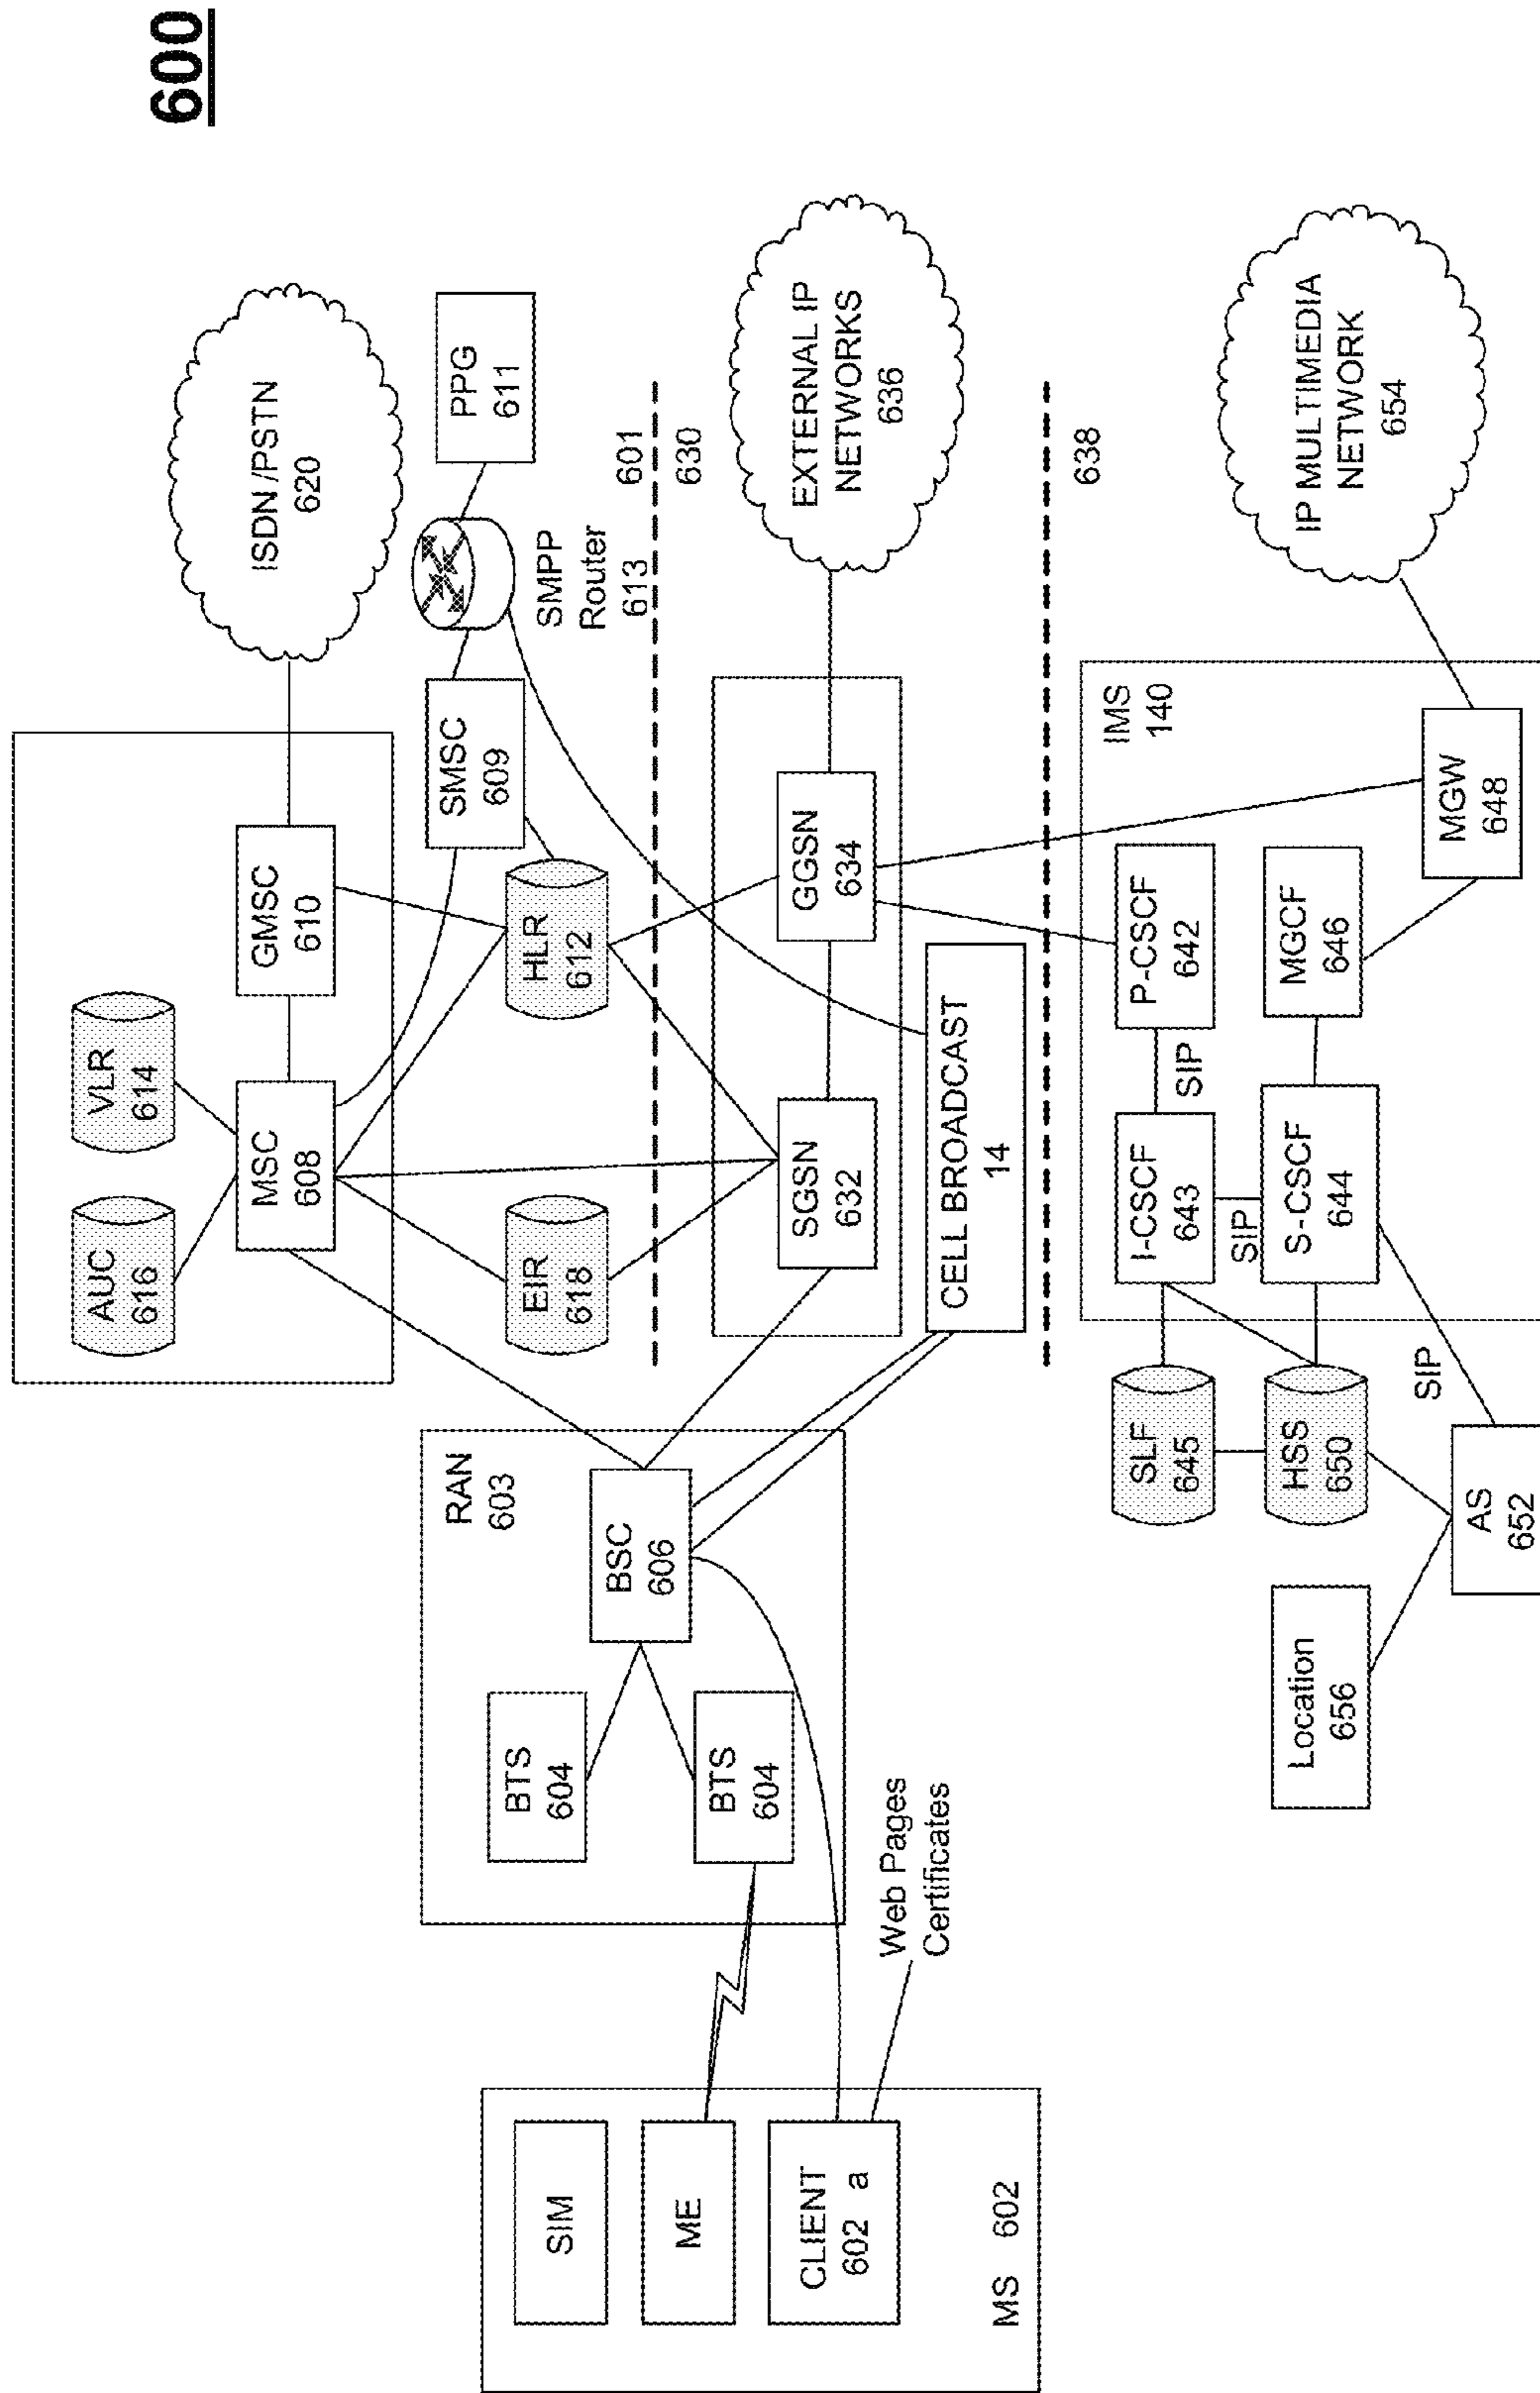 600
AUC
616
VLR
614
MSC
608
GMSC
610
ISDN /PSTN
620
EIR
618
HLR
612
SMSC
609
SMPP
Router
613
PPG
611
601
630
RAN
603
BTS
604
BTS
604
BSC
606
SIM
ME
CLIENT
602 a
MS 602
Web Pages
Certificates
SGSN
632
GGSN
634
EXTERNAL IP
NETWORKS
636
CELL BROADCAST
14
638
IMS
140
SLF
645
I-CSCF
643
SIP
P-CSCF
642
SIP
HSS
650
S-CSCF
644
MGCF
646
MGW
648
IP MULTIMEDIA
NETWORK
654
SIP
Location
656
AS
652